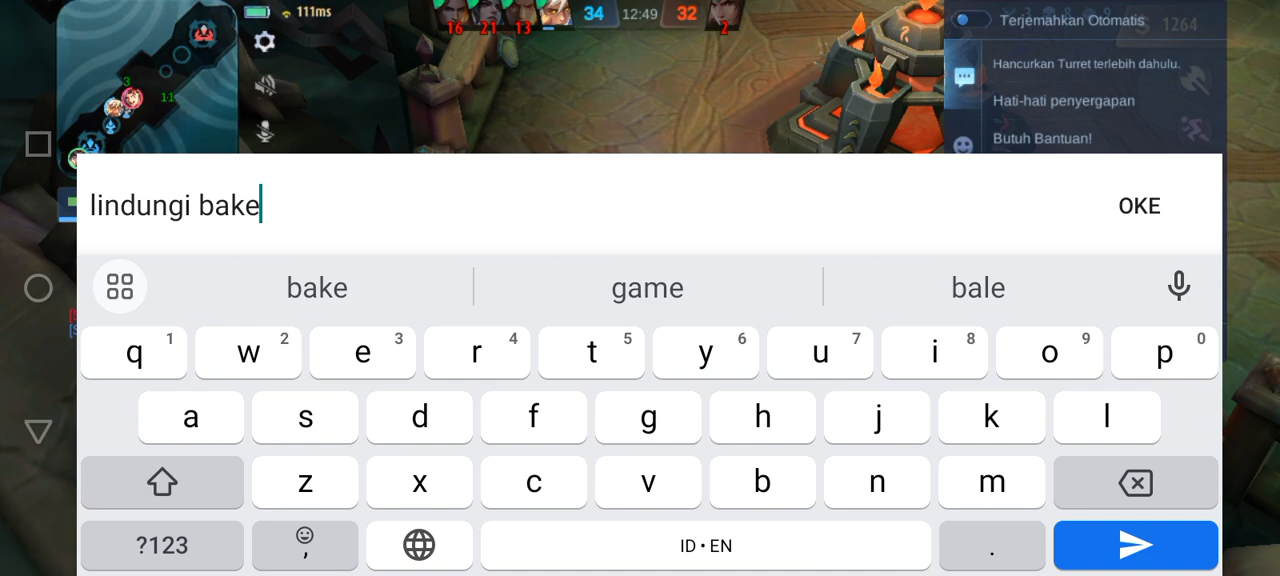 111ms
16 21 13 34 12:49 32 2
3
11
Terjemahkan Otomatis
1264
Hancurkan Turret terlebih dahulu.
Hati-hati penyergapan
Butuh Bantuan!
lindungi bake
OKE
bake game bale
q 1 w 2 e 3 r 4 t 5 y 6 u 7 i 8 o 9 p 0
a s d f g h j k l
z x c v b n m
?123 , ID • EN .